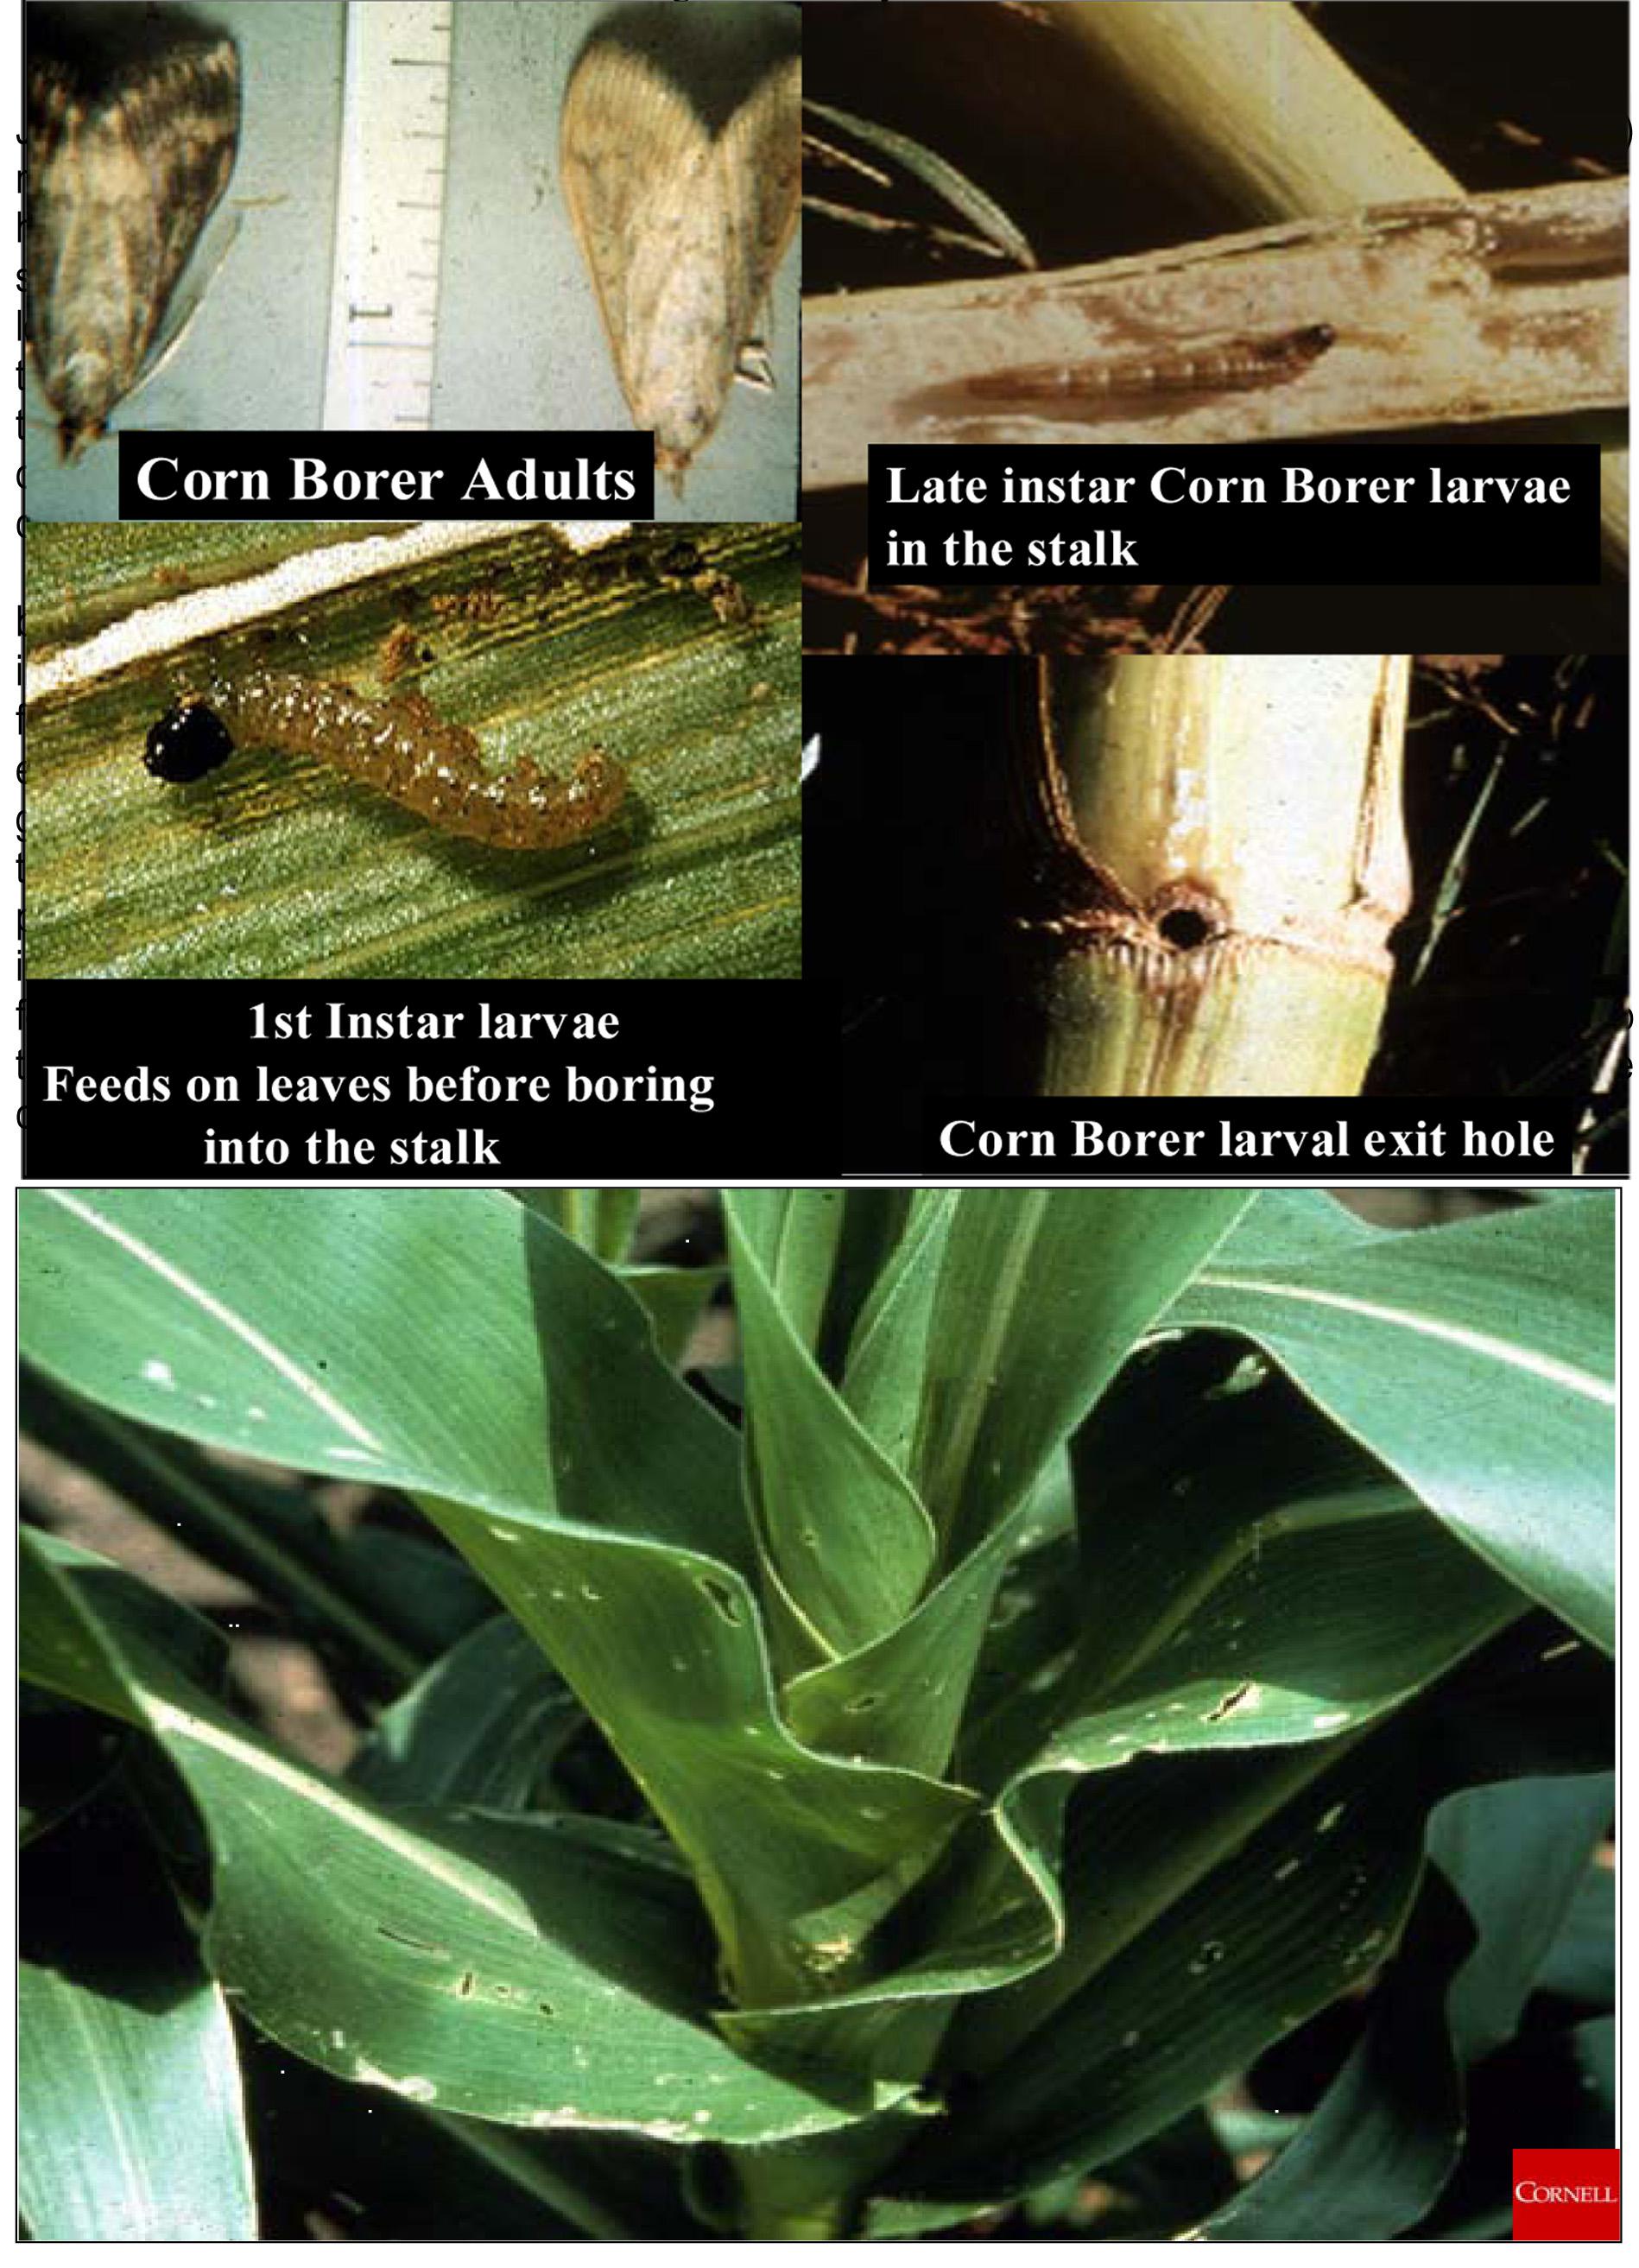 Corn Borer Adults
Late instar Corn Borer larvae
in the stalk
1st Instar larvae
Feeds on leaves before boring
into the stalk
Corn Borer larval exit hole
CORNELL